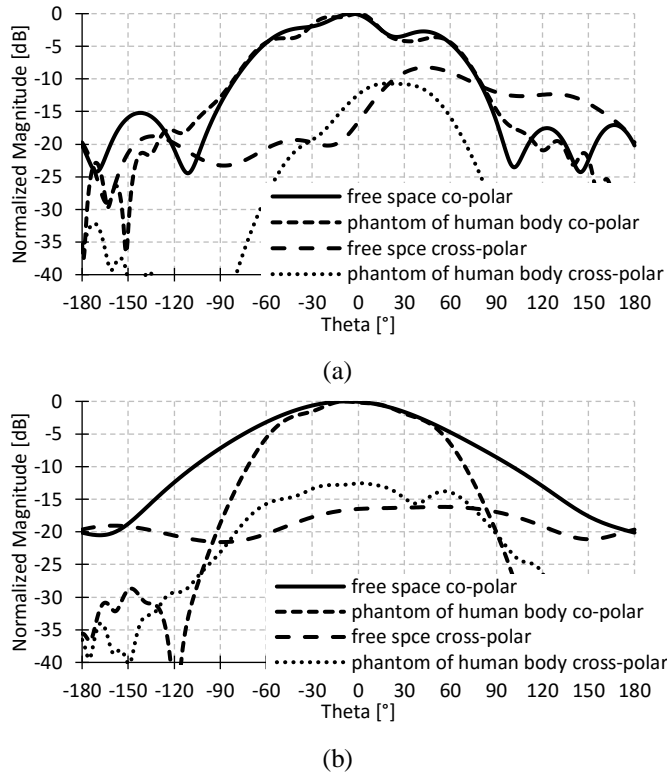 0
-5
-10
-15
-20
-25
-30
-35
-40
Normalized Magnitude [dB]
free space co-polar
phantom of human body co-polar
free spce cross-polar
phantom of human body cross-polar
-180 -150 -120 -90 -60 -30 0 30 60 90 120 150 180
Theta [°]
(a)
0
-5
-10
-15
-20
-25
-30
-35
-40
Normalized Magnitude [dB]
free space co-polar
phantom of human body co-polar
free spce cross-polar
phantom of human body cross-polar
-180 -150 -120 -90 -60 -30 0 30 60 90 120 150 180
Theta [°]
(b)